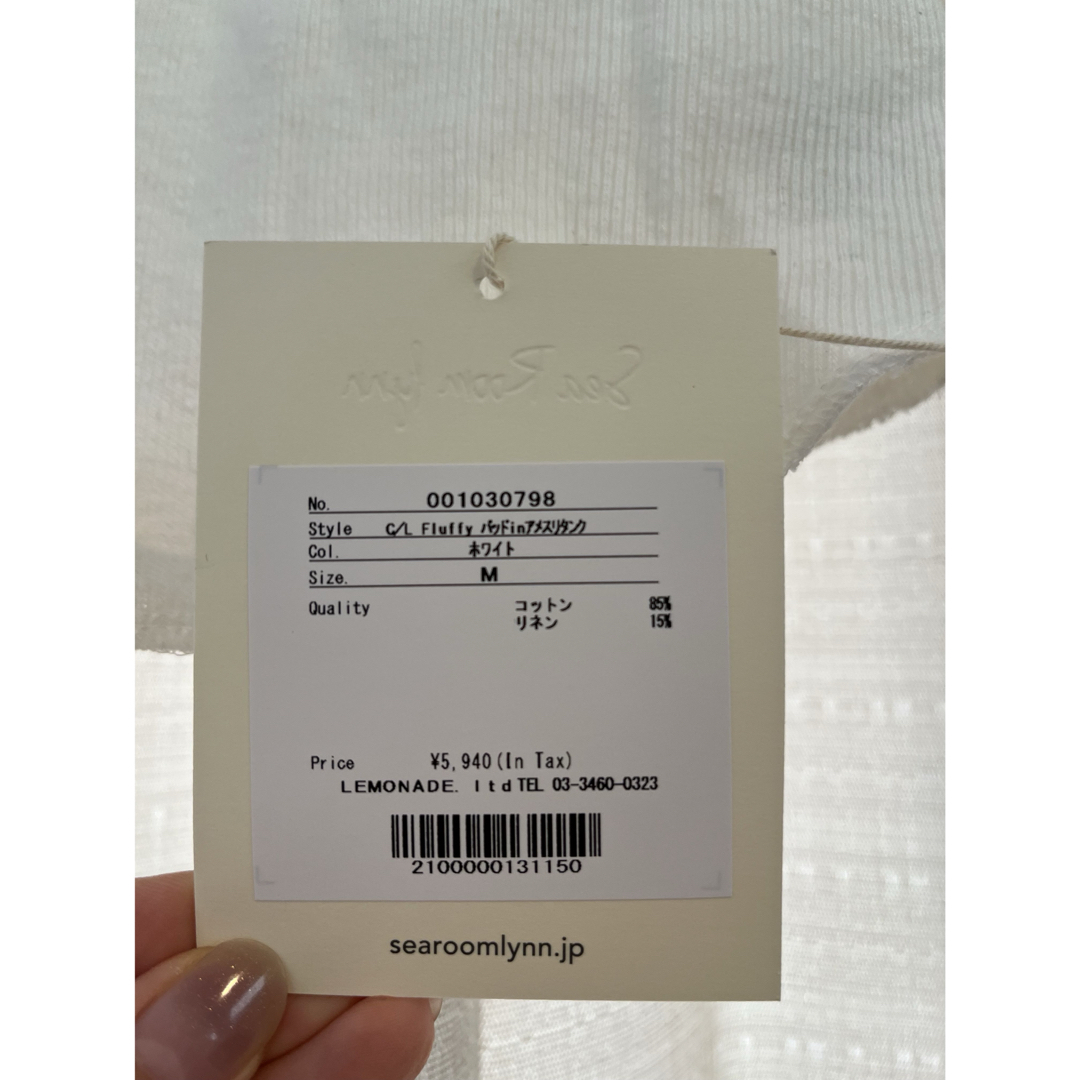 Sea Room lynn
No. 001030798
Style C/L Fluffy パッドinアメスリタンク
Col. ホワイト
Size. M
Quality コットン 85%
リネン 15%
Price ¥5,940(In Tax)
LEMONADE. ltd TEL 03-3460-0323
2100000131150
searoomlynn.jp